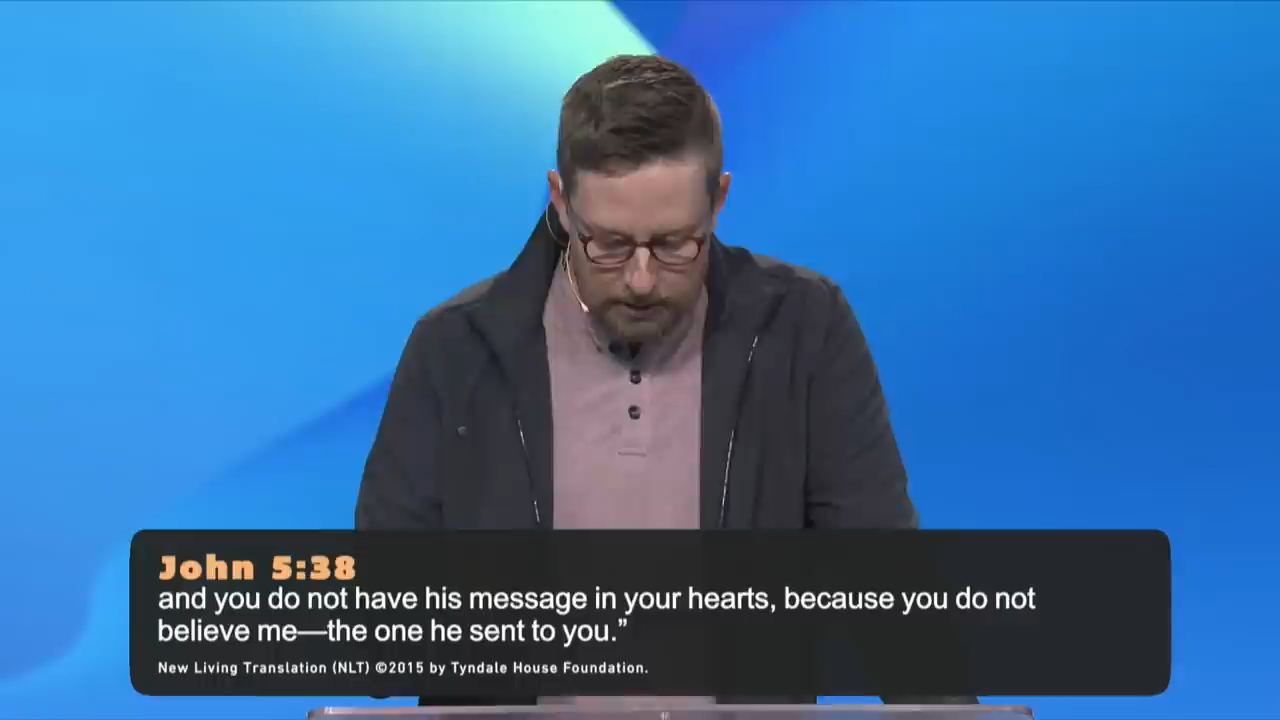 John 5:38
and you do not have his message in your hearts, because you do not
believe me—the one he sent to you.”
New Living Translation (NLT) ©2015 by Tyndale House Foundation.